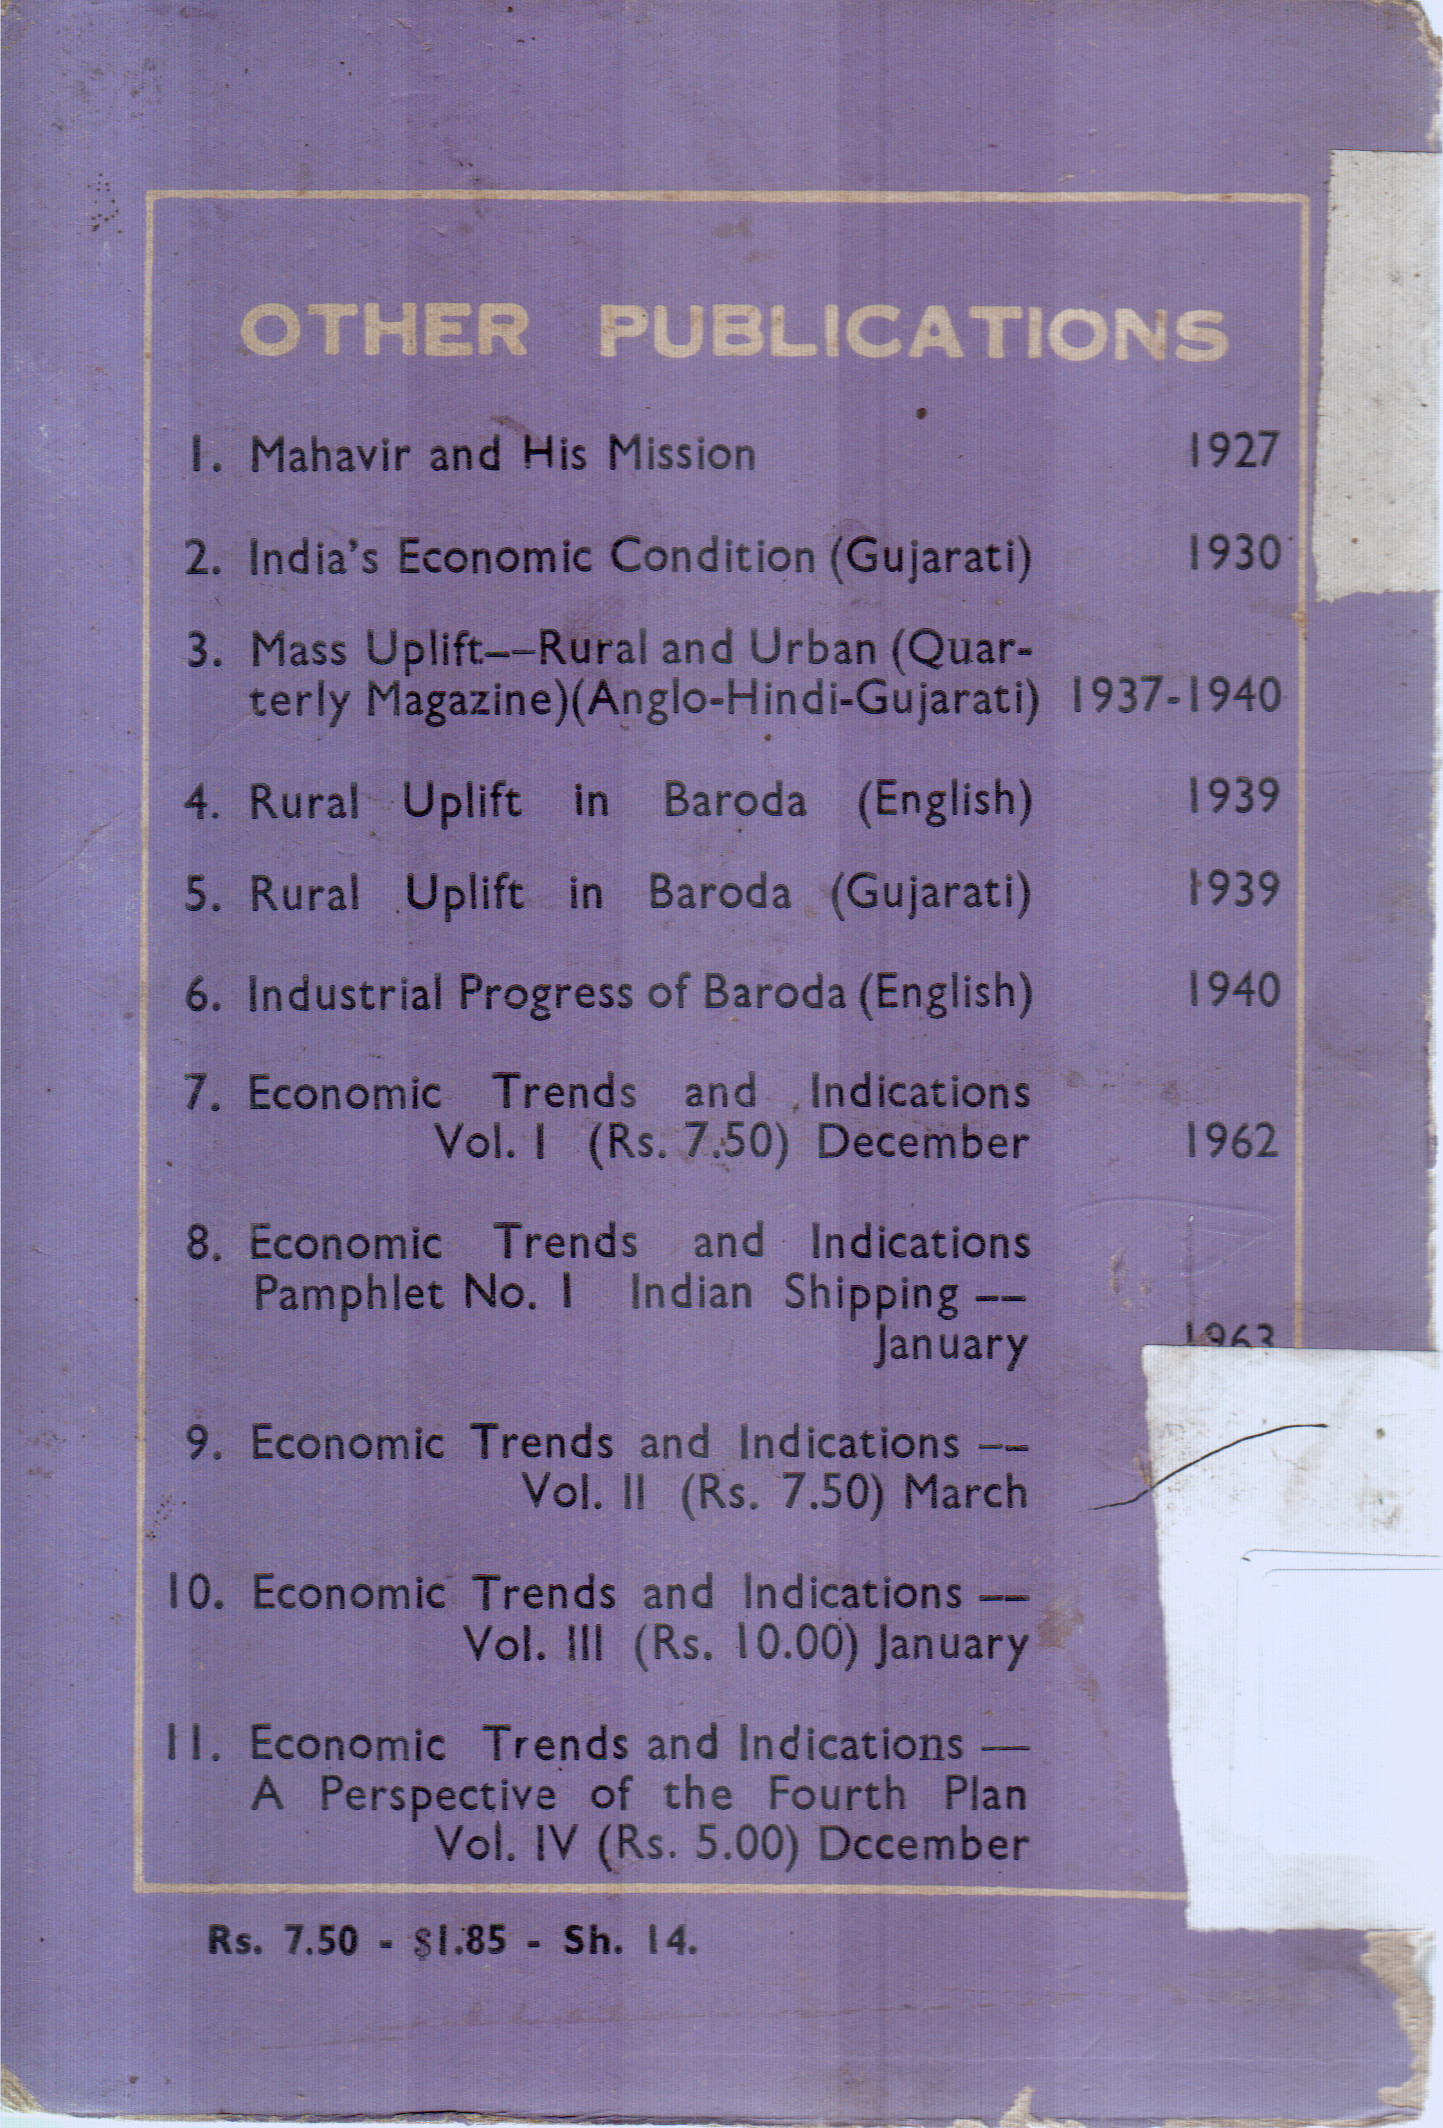 OTHER PUBLICATIONS
1. Mahavir and His Mission 1927
2. India's Economic Condition (Gujarati) 1930
3. Mass Uplift--Rural and Urban (Quar-
terly Magazine)(Anglo-Hindi-Gujarati) 1937-1940
4. Rural Uplift in Baroda (English) 1939
5. Rural Uplift in Baroda (Gujarati) 1939
6. Industrial Progress of Baroda (English) 1940
7. Economic Trends and Indications
Vol. I (Rs. 7.50) December 1962
8. Economic Trends and Indications
Pamphlet No. I Indian Shipping --
January 1963
9. Economic Trends and Indications --
Vol. II (Rs. 7.50) March
10. Economic Trends and Indications --
Vol. III (Rs. 10.00) January
11. Economic Trends and Indications —
A Perspective of the Fourth Plan
Vol. IV (Rs. 5.00) Dccember
Rs. 7.50 - $1.85 - Sh. 14.